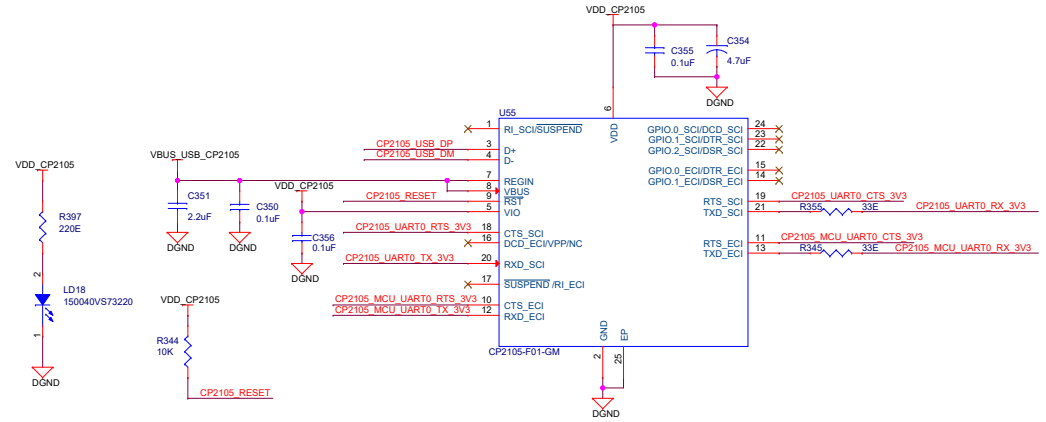 VDD_CP2105
C355
0.1uF
C354
4.7uF
DGND
U55
6
VDD
1
RI_SCI/SUSPEND
GPIO.0_SCI/DCD_SCI
24
GPIO.1_SCI/DTR_SCI
23
GPIO.2_SCI/DSR_SCI
22
CP2105_USB_DP
3
D+
CP2105_USB_DM
4
D-
GPIO.0_ECI/DTR_ECI
15
GPIO.1_ECI/DSR_ECI
14
VDD_CP2105
VBUS_USB_CP2105
7
REGIN
8
VBUS
VDD_CP2105
CP2105_RESET
9
RST
5
VIO
C351
2.2uF
C350
0.1uF
C356
0.1uF
DGND
DGND
DGND
RTS_SCI
19
CP2105_UART0_CTS_3V3
TXD_SCI
21
R355
33E
CP2105_UART0_RX_3V3
CP2105_UART0_RTS_3V3
18
CTS_SCI
16
DCD_ECI/VPP/NC
RTS_ECI
11
CP2105_MCU_UART0_CTS_3V3
TXD_ECI
13
R345
33E
CP2105_MCU_UART0_RX_3V3
CP2105_UART0_TX_3V3
20
RXD_SCI
17
SUSPEND /RI_ECI
CP2105_MCU_UART0_RTS_3V3
10
CTS_ECI
CP2105_MCU_UART0_TX_3V3
12
RXD_ECI
R397
220E
2
LD18
150040VS73220
1
DGND
VDD_CP2105
R344
10K
CP2105_RESET
GND
EP
2
25
CP2105-F01-GM
DGND